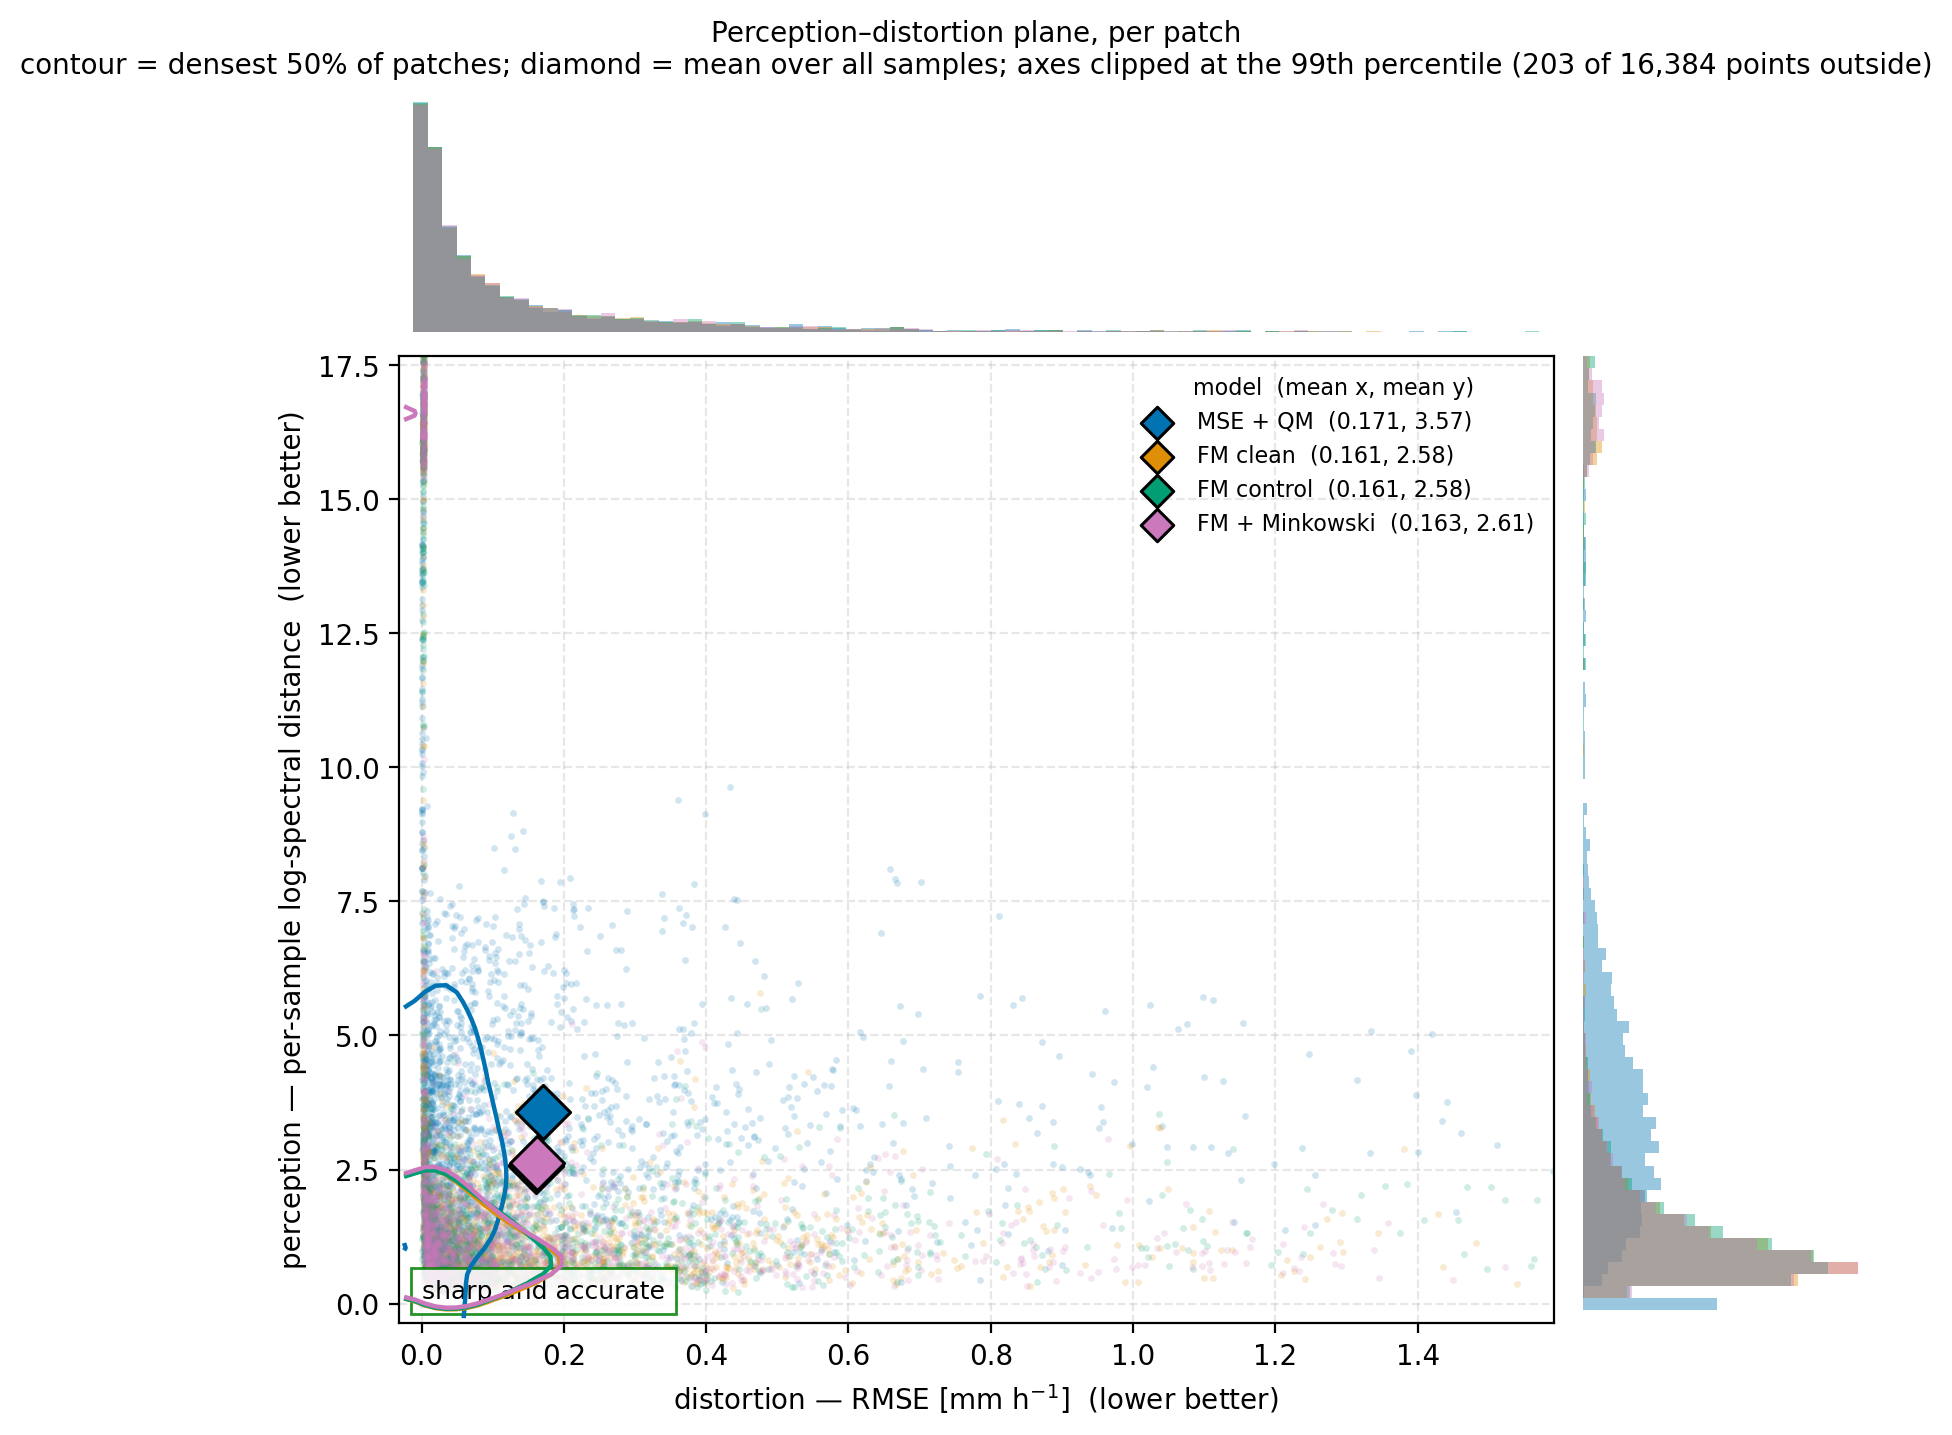 Perception–distortion plane, per patch
contour = densest 50% of patches; diamond = mean over all samples; axes clipped at the 99th percentile (203 of 16,384 points outside)
17.5
15.0
12.5
10.0
7.5
5.0
2.5
0.0
perception — per-sample log-spectral distance  (lower better)
model  (mean x, mean y)
MSE + QM  (0.171, 3.57)
FM clean  (0.161, 2.58)
FM control  (0.161, 2.58)
FM + Minkowski  (0.163, 2.61)
sharp and accurate
0.0 0.2 0.4 0.6 0.8 1.0 1.2 1.4
distortion — RMSE [mm h⁻¹]  (lower better)